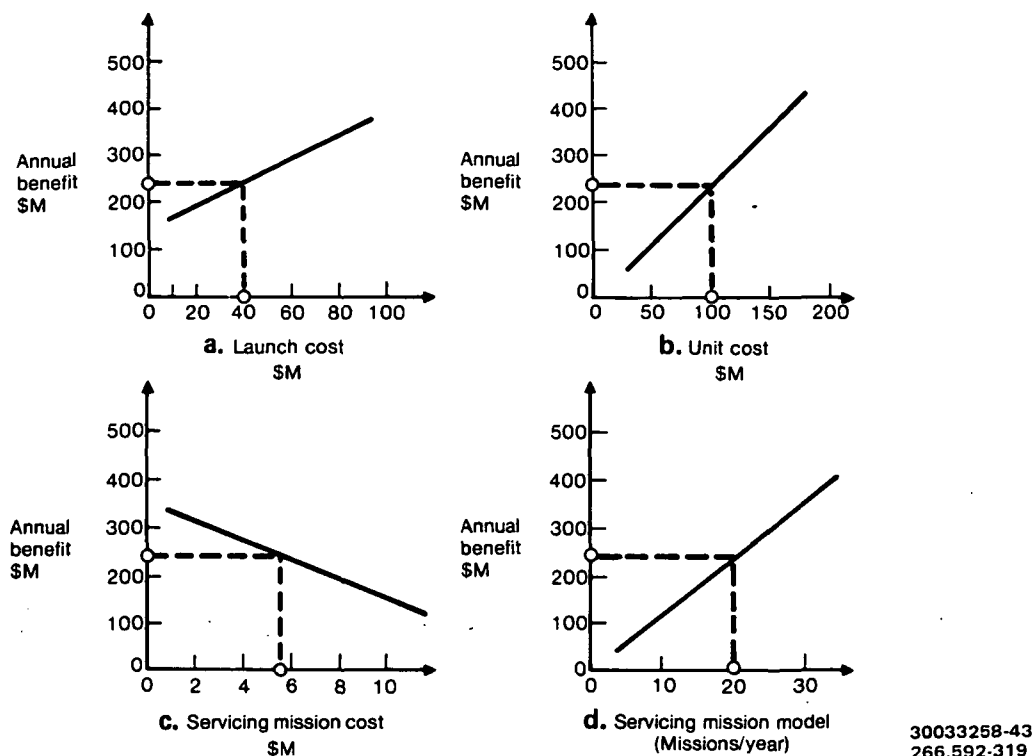 500
400
300
200
100
0
Annual
benefit
$M
0 20 40 60 80 100
a. Launch cost
$M
500
400
300
200
100
0
Annual
benefit
$M
0 50 100 150 200
b. Unit cost
$M
500
400
300
200
100
0
Annual
benefit
$M
0 2 4 6 8 10
c. Servicing mission cost
$M
500
400
300
200
100
0
Annual
benefit
$M
0 10 20 30
d. Servicing mission model
(Missions/year)
30033258-43
266.592-319